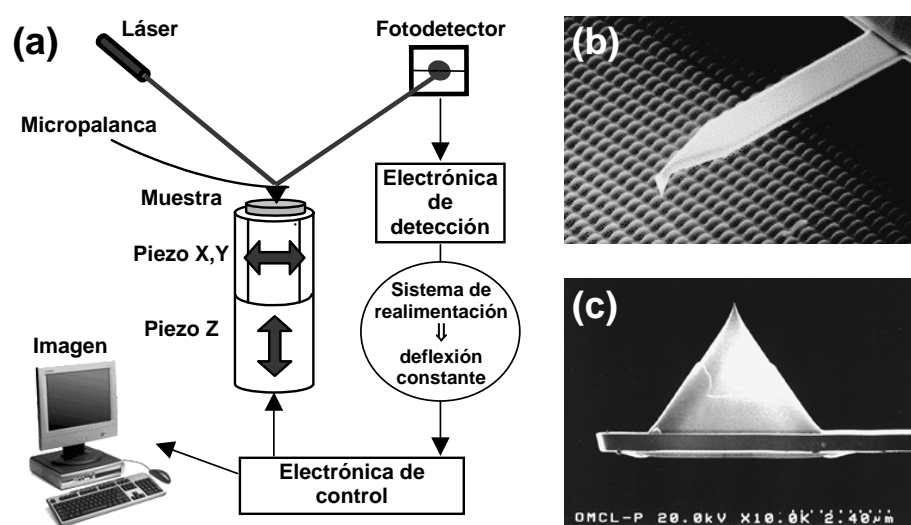 (a)
Láser
Fotodetector
Micropalanca
Muestra
Electrónica
de
detección
Piezo X,Y
Sistema de
realimentación
⇓
deflexión
constante
Piezo Z
Imagen
Electrónica de
control
(b)
(c)
OMCL-P 20.0kV X10.0K 2.40µm